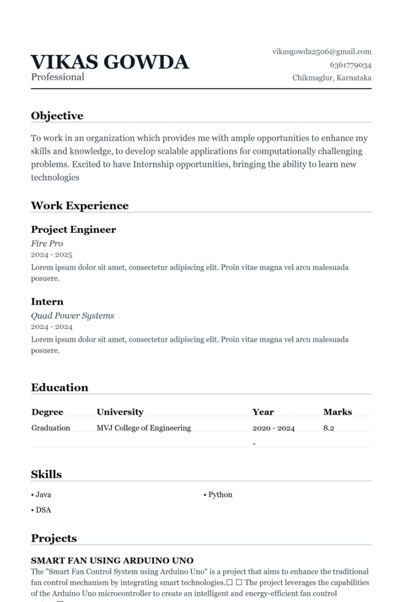 VIKAS GOWDA
Professional
vikasgowda2506@gmail.com
6361779034
Chikmaglur, Karnataka
Objective
To work in an organization which provides me with ample opportunities to enhance my
skills and knowledge, to develop scalable applications for computationally challenging
problems. Excited to have Internship opportunities, bringing the ability to learn new
technologies
Work Experience
Project Engineer
Fire Pro
2024 - 2025
Lorem ipsum dolor sit amet, consectetur adipiscing elit. Proin vitae magna vel arcu malesuada
posuere.
Intern
Quad Power Systems
2024 - 2024
Lorem ipsum dolor sit amet, consectetur adipiscing elit. Proin vitae magna vel arcu malesuada
posuere.
Education
Degree University Year Marks
Graduation MVJ College of Engineering 2020 - 2024 8.2
-
Skills
• Java • Python
• DSA
Projects
SMART FAN USING ARDUINO UNO
The "Smart Fan Control System using Arduino Uno" is a project that aims to enhance the traditional
fan control mechanism by integrating smart technologies.☐ ☐ The project leverages the capabilities
of the Arduino Uno microcontroller to create an intelligent and energy-efficient fan control